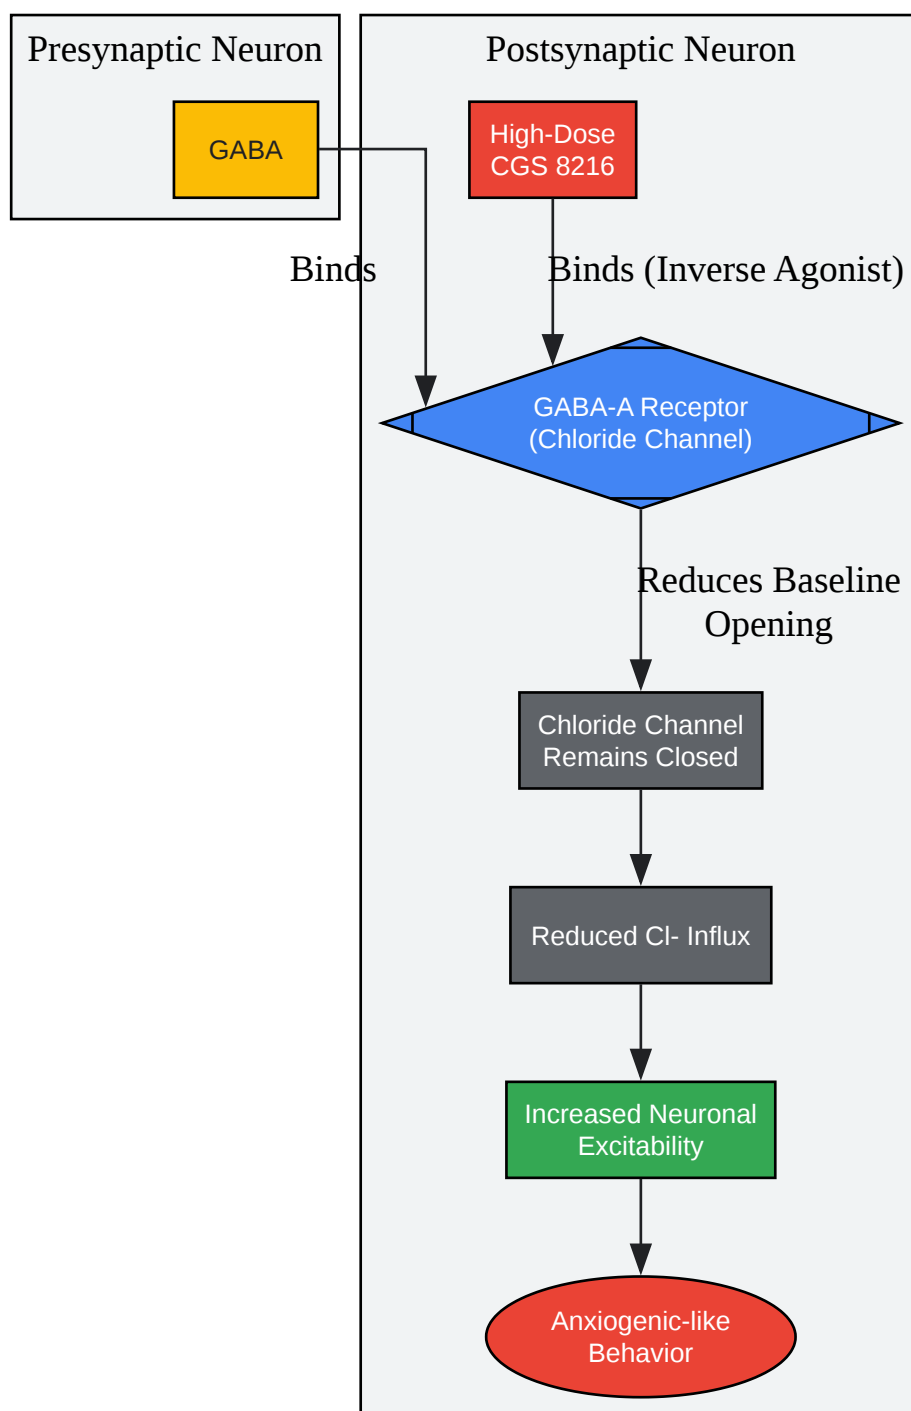 Presynaptic Neuron
Postsynaptic Neuron
GABA
High-Dose
CGS 8216
Binds
Binds (Inverse Agonist)
GABA-A Receptor
(Chloride Channel)
Reduces Baseline
Opening
Chloride Channel
Remains Closed
Reduced Cl- Influx
Increased Neuronal
Excitability
Anxiogenic-like
Behavior